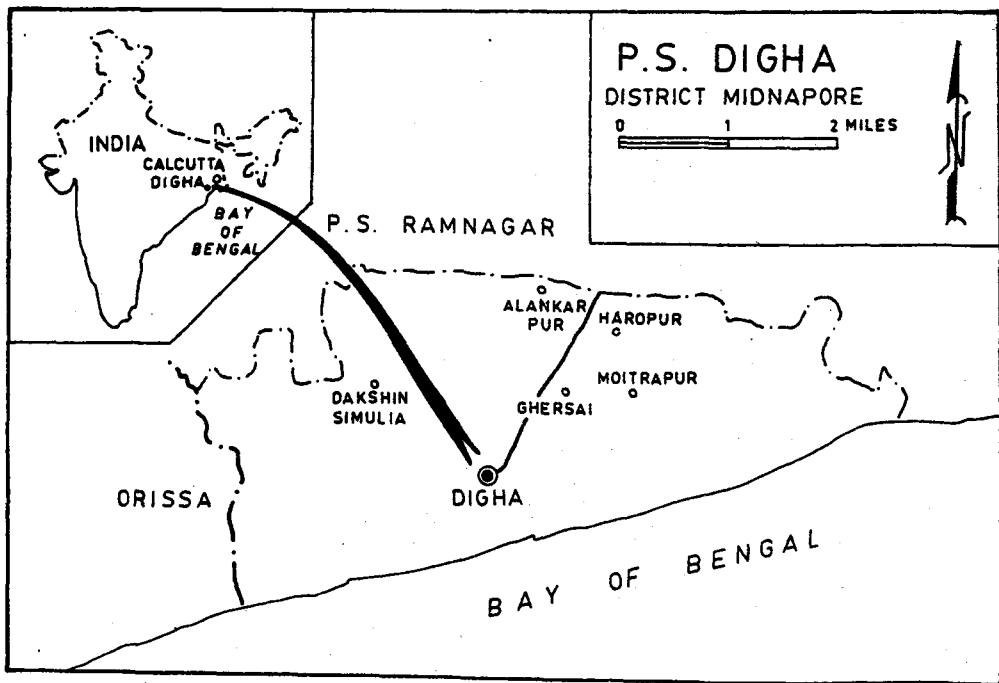 P.S. DIGHA
DISTRICT MIDNAPORE
0 1 2 MILES
N
INDIA
CALCUTTA
DIGHA
BAY
OF
BENGAL
P.S. RAMNAGAR
ALANKAR
PUR
HAROPUR
DAKSHIN
SIMULIA
GHERSAI
MOITRAPUR
DIGHA
ORISSA
BAY OF BENGAL